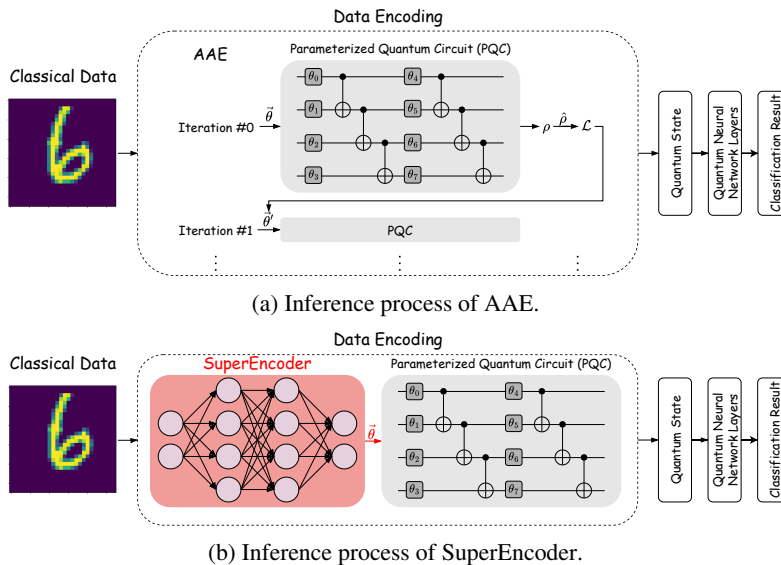 Data Encoding
Classical Data
AAE
Parameterized Quantum Circuit (PQC)
θ₀ θ₄
θ₁ θ₅
Iteration #0 θ⃗
θ₂ θ₆
ρ ρ̂ ℒ
θ₃ θ₇
θ⃗′
Iteration #1 PQC
Quantum State
Quantum Neural
Network Layers
Classification Result
(a) Inference process of AAE.
Data Encoding
Classical Data
SuperEncoder
Parameterized Quantum Circuit (PQC)
θ₀ θ₄
θ₁ θ₅
θ⃗
θ₂ θ₆
θ₃ θ₇
Quantum State
Quantum Neural
Network Layers
Classification Result
(b) Inference process of SuperEncoder.